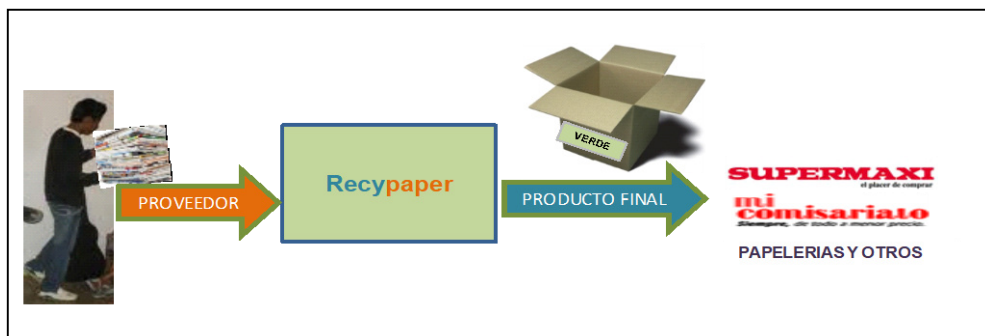 VERDE
PROVEEDOR
Recypaper
PRODUCTO FINAL
SUPERMAXI
el placer de comprar
mi
comisariato
Siempre, de todo a menor precio.
PAPELERIAS Y OTROS